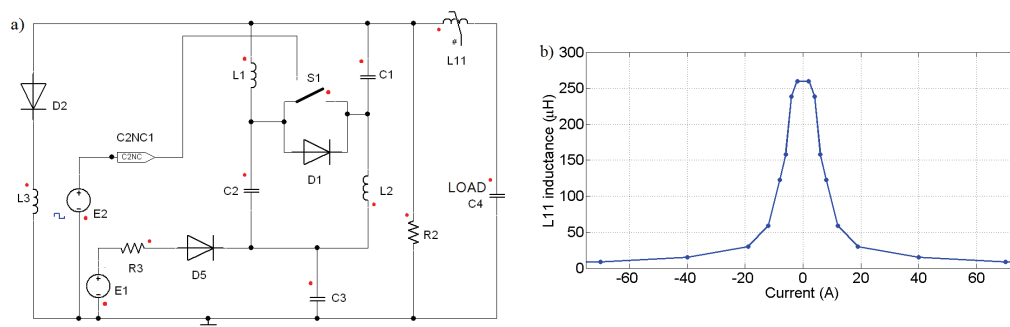 a)
D2
L3
C2NC1
C2NC
E2
E1
R3
D5
L1
C2
S1
D1
C1
L2
C3
R2
L11
#
LOAD
C4
b)
L11 inductance (μH)
300
250
200
150
100
50
0
-60
-40
-20
0
20
40
60
Current (A)